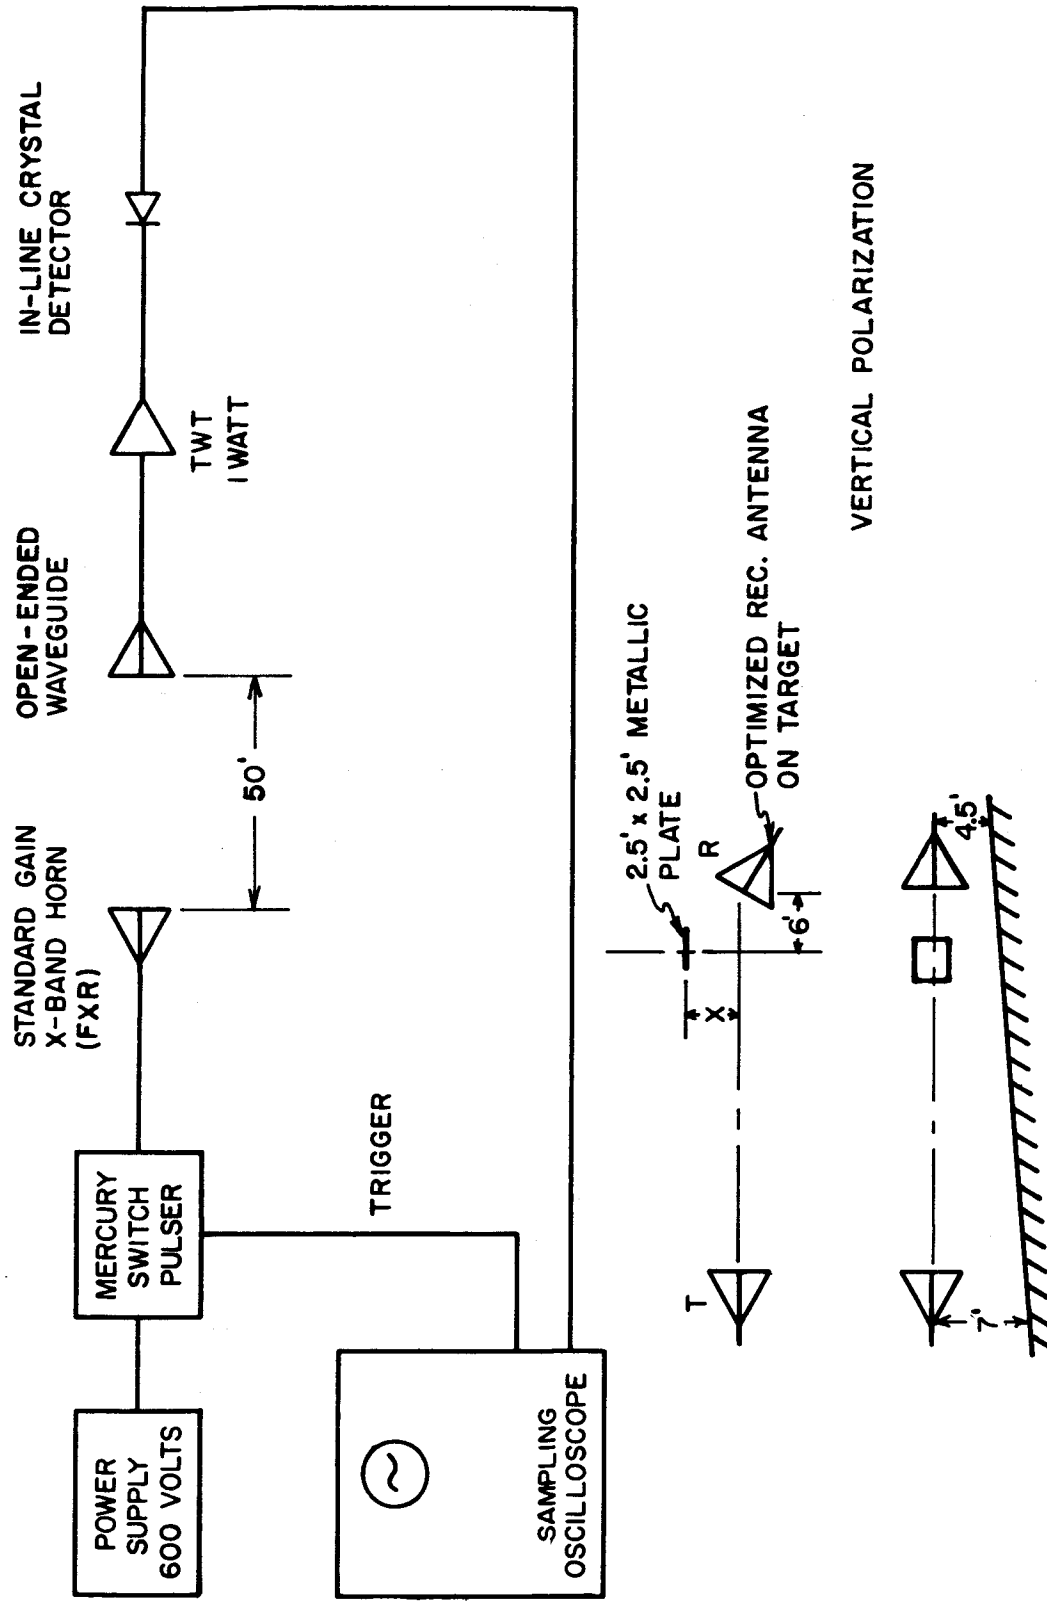 POWER
SUPPLY
600 VOLTS
MERCURY
SWITCH
PULSER
STANDARD GAIN
X-BAND HORN
(FXR)
50'
OPEN-ENDED
WAVEGUIDE
TWT
1WATT
IN-LINE CRYSTAL
DETECTOR
TRIGGER
SAMPLING
OSCILLOSCOPE
T
X
2.5' x 2.5' METALLIC
PLATE
R
6'
OPTIMIZED REC. ANTENNA
ON TARGET
7'
4.5'
VERTICAL POLARIZATION